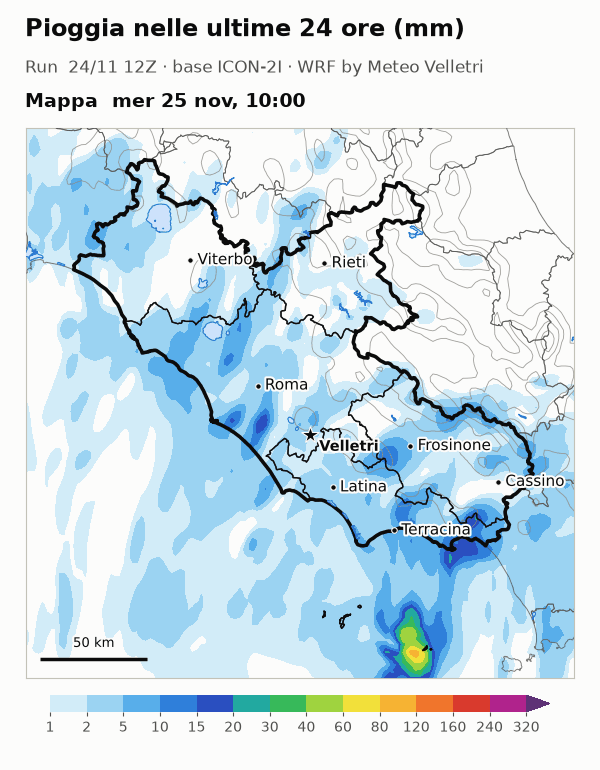 Pioggia nelle ultime 24 ore (mm)
Run  24/11 12Z · base ICON-2I · WRF by Meteo Velletri
Mappa  mer 25 nov, 10:00
Viterbo
Rieti
Roma
Velletri
Frosinone
Cassino
Latina
Terracina
50 km
1 2 5 10 15 20 30 40 60 80 120 160 240 320